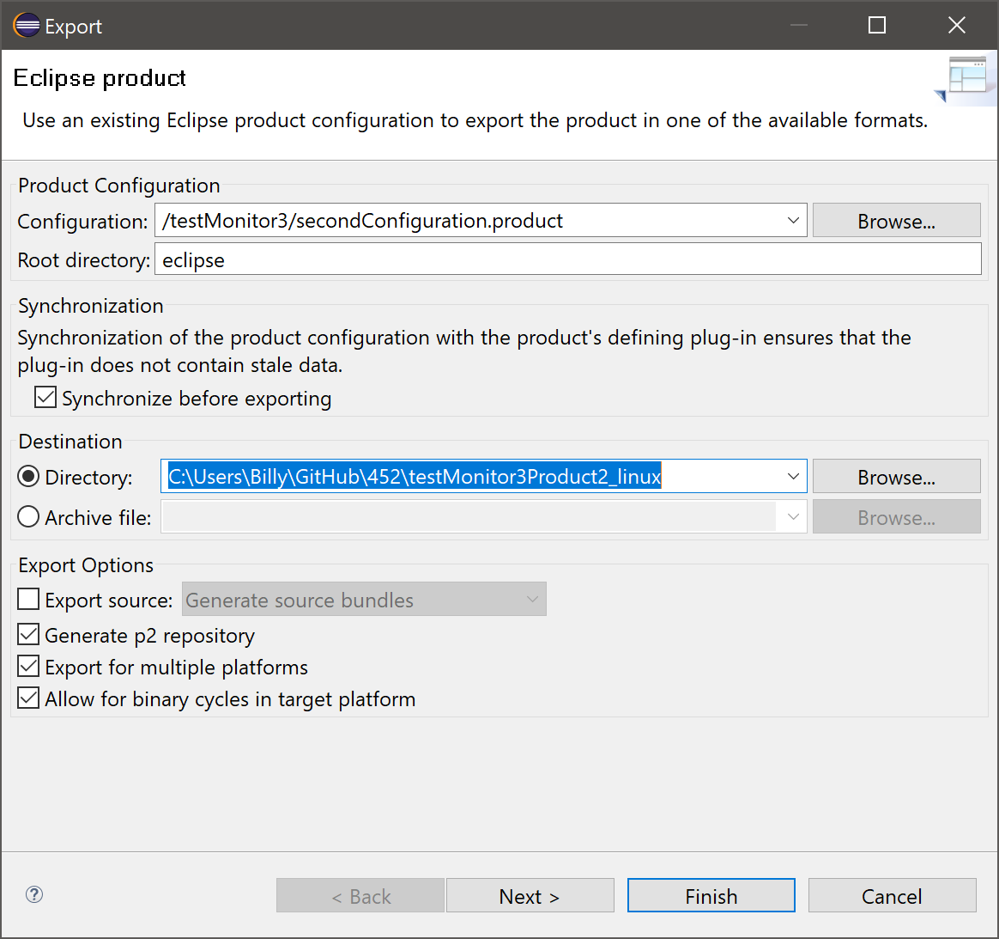 Export
Eclipse product
Use an existing Eclipse product configuration to export the product in one of the available formats.
Product Configuration
Configuration: /testMonitor3/secondConfiguration.product Browse...
Root directory: eclipse
Synchronization
Synchronization of the product configuration with the product's defining plug-in ensures that the
plug-in does not contain stale data.
Synchronize before exporting
Destination
Directory: C:\Users\Billy\GitHub\452\testMonitor3Product2_linux Browse...
Archive file: Browse...
Export Options
Export source: Generate source bundles
Generate p2 repository
Export for multiple platforms
Allow for binary cycles in target platform
? < Back Next > Finish Cancel